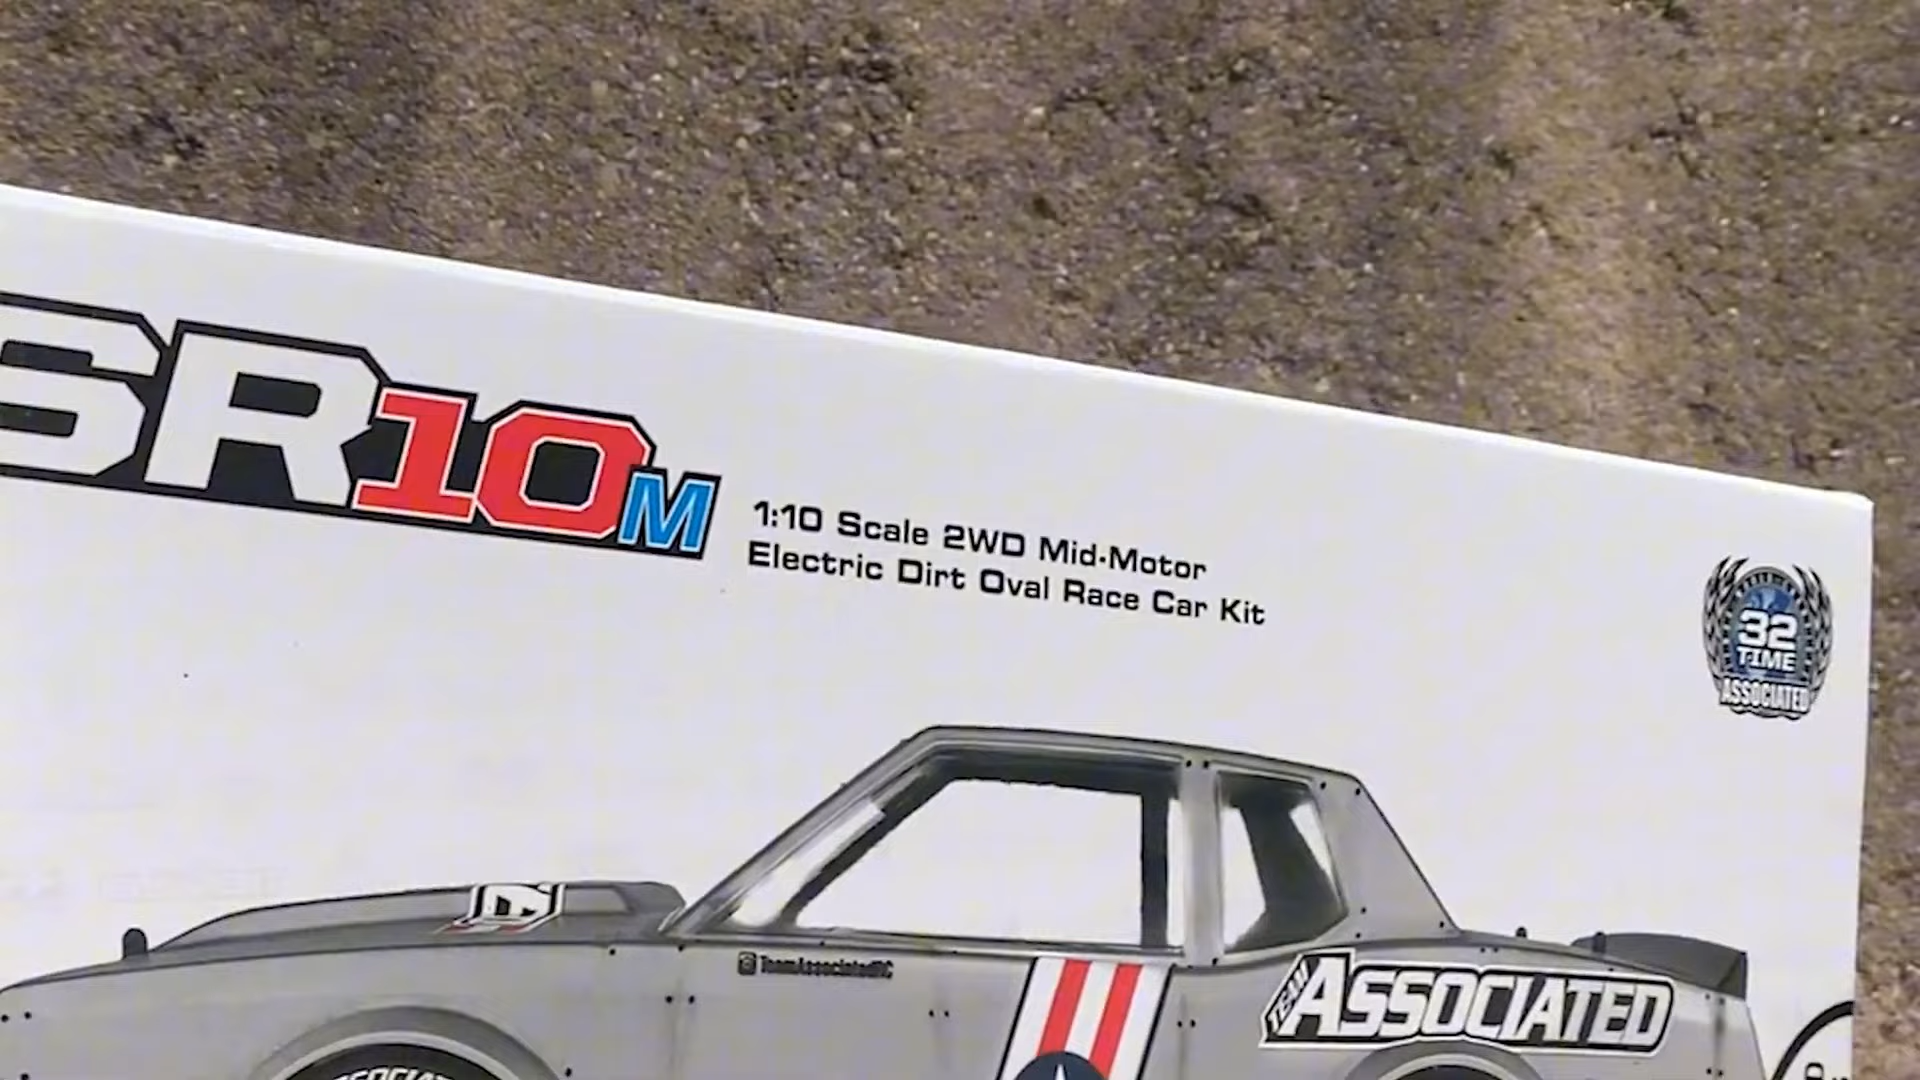 SR10M
1:10 Scale 2WD Mid-Motor
Electric Dirt Oval Race Car Kit
32
TIME
ASSOCIATED
TeamAssociatedRC
TEAM ASSOCIATED